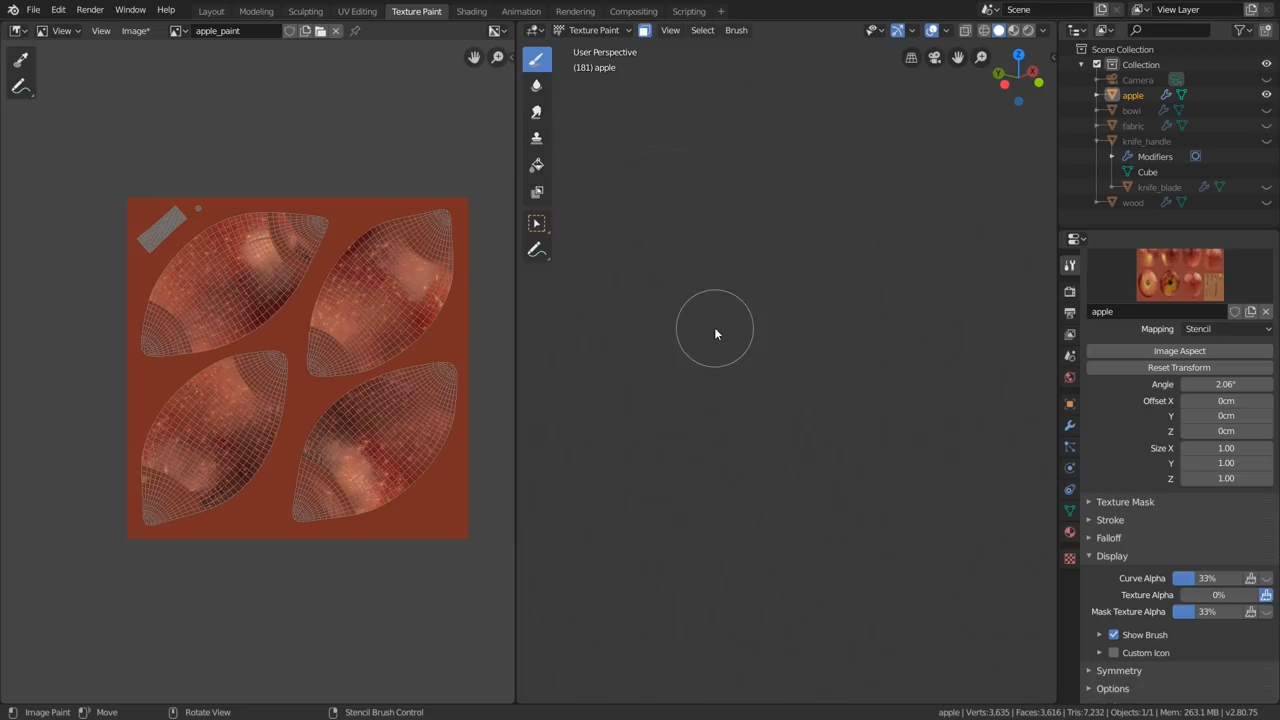 File Edit Render Window Help Layout Modeling Sculpting UV Editing Texture Paint Shading Animation Rendering Compositing Scripting + Scene View Layer
View View Image* apple_paint Texture Paint View Select Brush
User Perspective
(181) apple
Scene Collection
Collection
Camera
apple
bowl
fabric
knife_handle
Modifiers
Cube
knife_blade
wood
apple
Mapping Stencil
Image Aspect
Reset Transform
Angle 2.06°
Offset X 0cm
Y 0cm
Z 0cm
Size X 1.00
Y 1.00
Z 1.00
Texture Mask
Stroke
Falloff
Display
Curve Alpha 33%
Texture Alpha 0%
Mask Texture Alpha 33%
Show Brush
Custom Icon
Symmetry
Options
Image Paint Move Rotate View Stencil Brush Control apple | Verts:3,635 | Faces:3,616 | Tris:7,232 | Objects:1/1 | Mem: 263.1 MB | v2.80.75